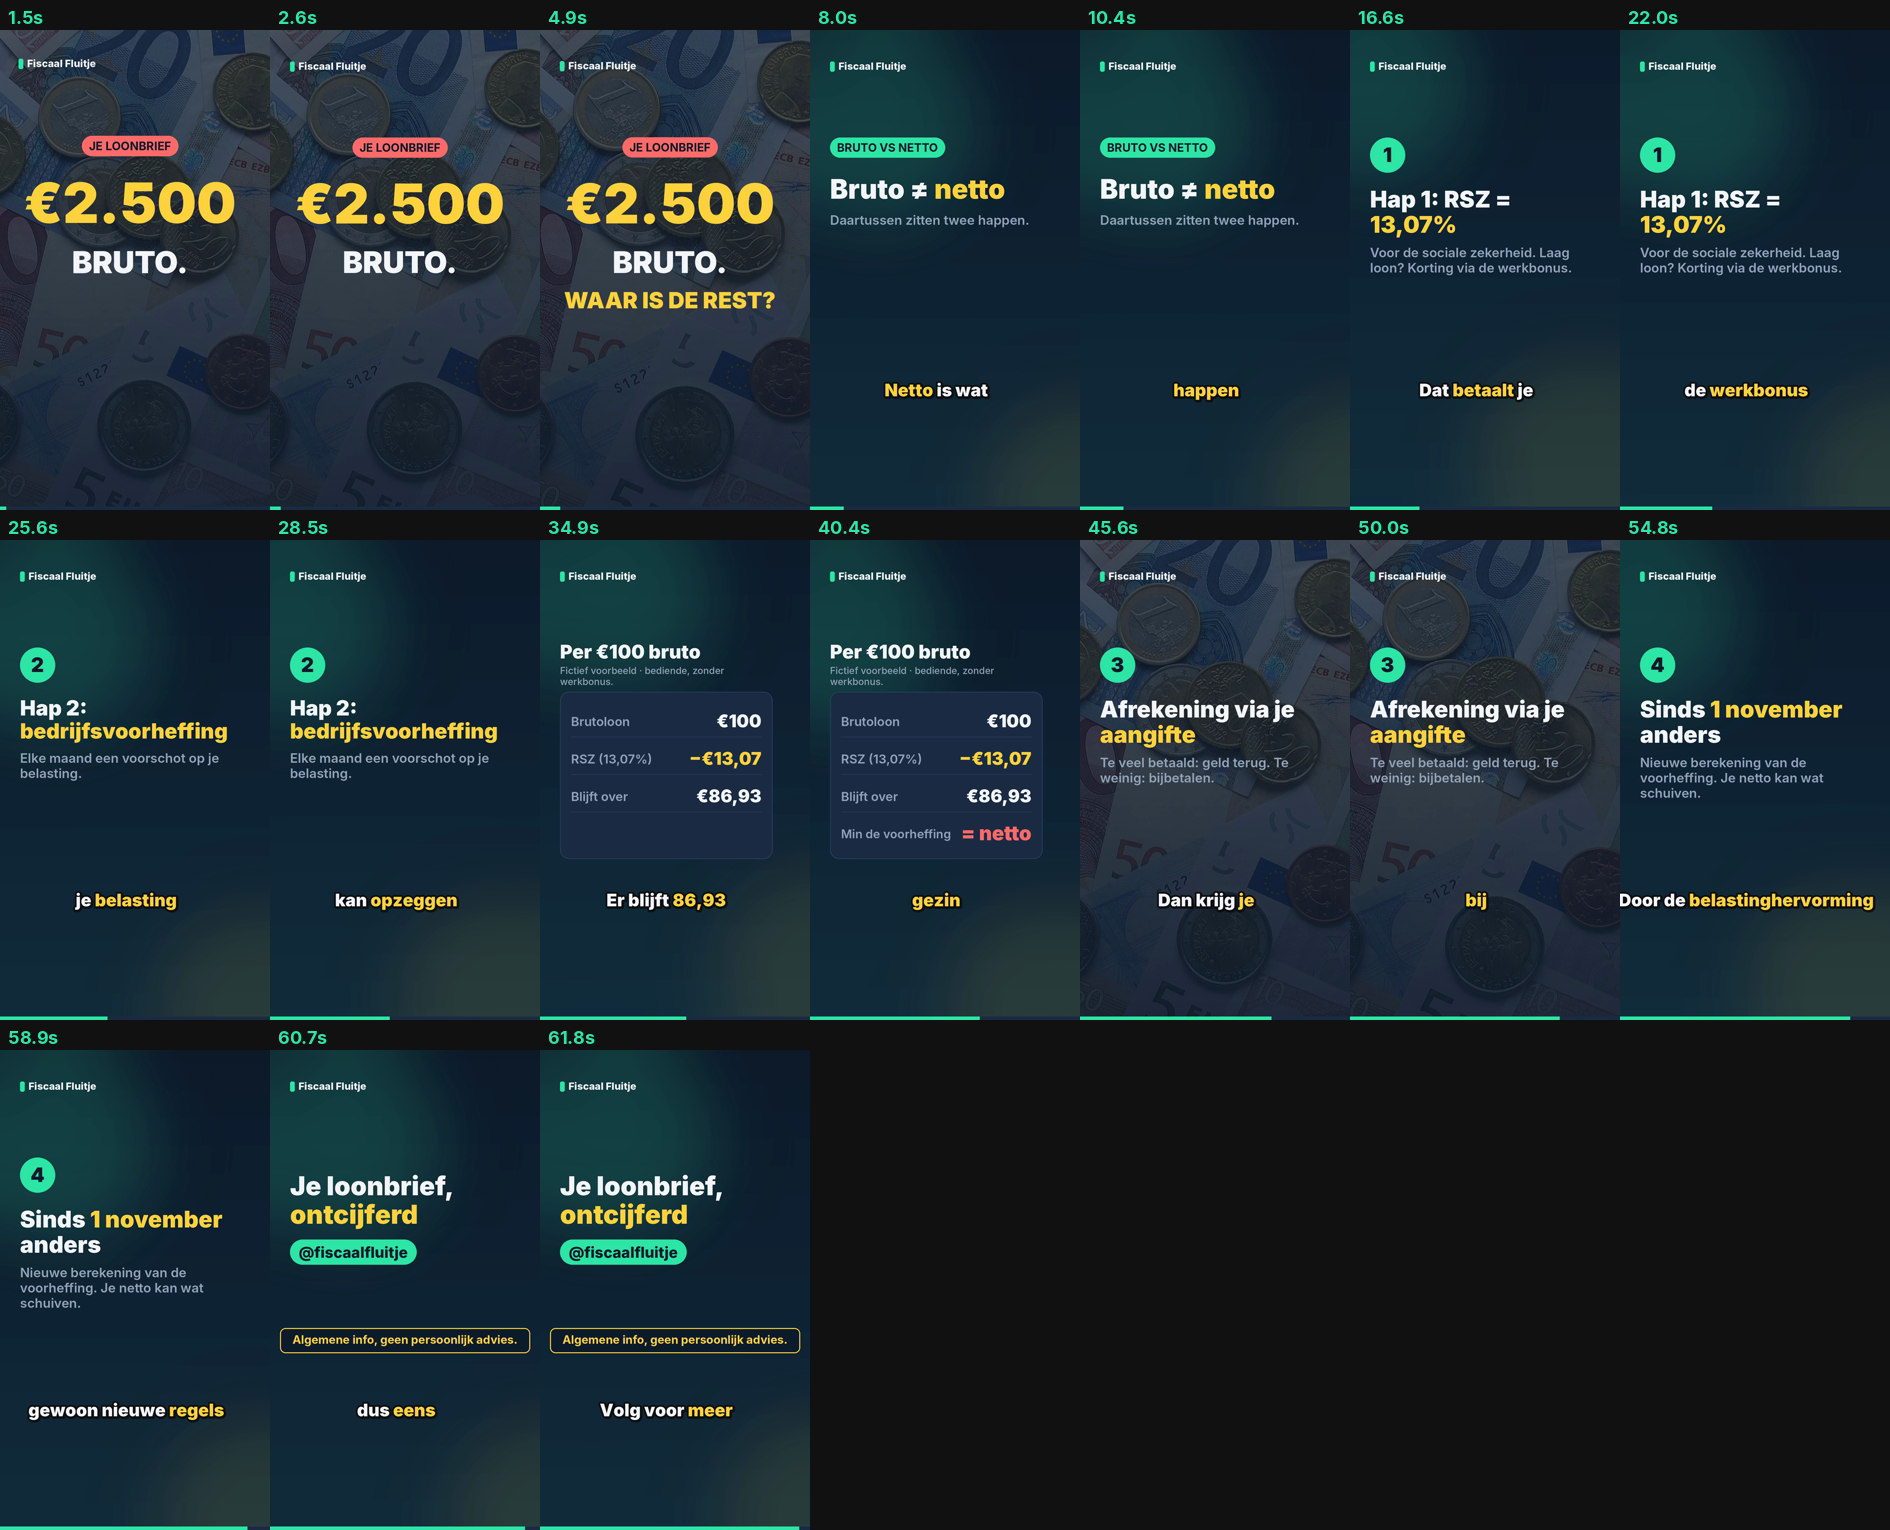 1.5s
Fiscaal Fluitje
JE LOONBRIEF
€2.500
BRUTO.
2.6s
Fiscaal Fluitje
JE LOONBRIEF
€2.500
BRUTO.
4.9s
Fiscaal Fluitje
JE LOONBRIEF
€2.500
BRUTO.
WAAR IS DE REST?
8.0s
Fiscaal Fluitje
BRUTO VS NETTO
Bruto ≠ netto
Daartussen zitten twee happen.
Netto is wat
10.4s
Fiscaal Fluitje
BRUTO VS NETTO
Bruto ≠ netto
Daartussen zitten twee happen.
happen
16.6s
Fiscaal Fluitje
1
Hap 1: RSZ =
13,07%
Voor de sociale zekerheid. Laag
loon? Korting via de werkbonus.
Dat betaalt je
22.0s
Fiscaal Fluitje
1
Hap 1: RSZ =
13,07%
Voor de sociale zekerheid. Laag
loon? Korting via de werkbonus.
de werkbonus
25.6s
Fiscaal Fluitje
2
Hap 2:
bedrijfsvoorheffing
Elke maand een voorschot op je
belasting.
je belasting
28.5s
Fiscaal Fluitje
2
Hap 2:
bedrijfsvoorheffing
Elke maand een voorschot op je
belasting.
kan opzeggen
34.9s
Fiscaal Fluitje
Per €100 bruto
Fictief voorbeeld · bediende, zonder
werkbonus.
Brutoloon €100
RSZ (13,07%) −€13,07
Blijft over €86,93
Er blijft 86,93
40.4s
Fiscaal Fluitje
Per €100 bruto
Fictief voorbeeld · bediende, zonder
werkbonus.
Brutoloon €100
RSZ (13,07%) −€13,07
Blijft over €86,93
Min de voorheffing = netto
gezin
45.6s
Fiscaal Fluitje
3
Afrekening via je
aangifte
Te veel betaald: geld terug. Te
weinig: bijbetalen.
Dan krijg je
50.0s
Fiscaal Fluitje
3
Afrekening via je
aangifte
Te veel betaald: geld terug. Te
weinig: bijbetalen.
bij
54.8s
Fiscaal Fluitje
4
Sinds 1 november
anders
Nieuwe berekening van de
voorheffing. Je netto kan wat
schuiven.
Door de belastinghervorming
58.9s
Fiscaal Fluitje
4
Sinds 1 november
anders
Nieuwe berekening van de
voorheffing. Je netto kan wat
schuiven.
gewoon nieuwe regels
60.7s
Fiscaal Fluitje
Je loonbrief,
ontcijferd
@fiscaalfluitje
Algemene info, geen persoonlijk advies.
dus eens
61.8s
Fiscaal Fluitje
Je loonbrief,
ontcijferd
@fiscaalfluitje
Algemene info, geen persoonlijk advies.
Volg voor meer